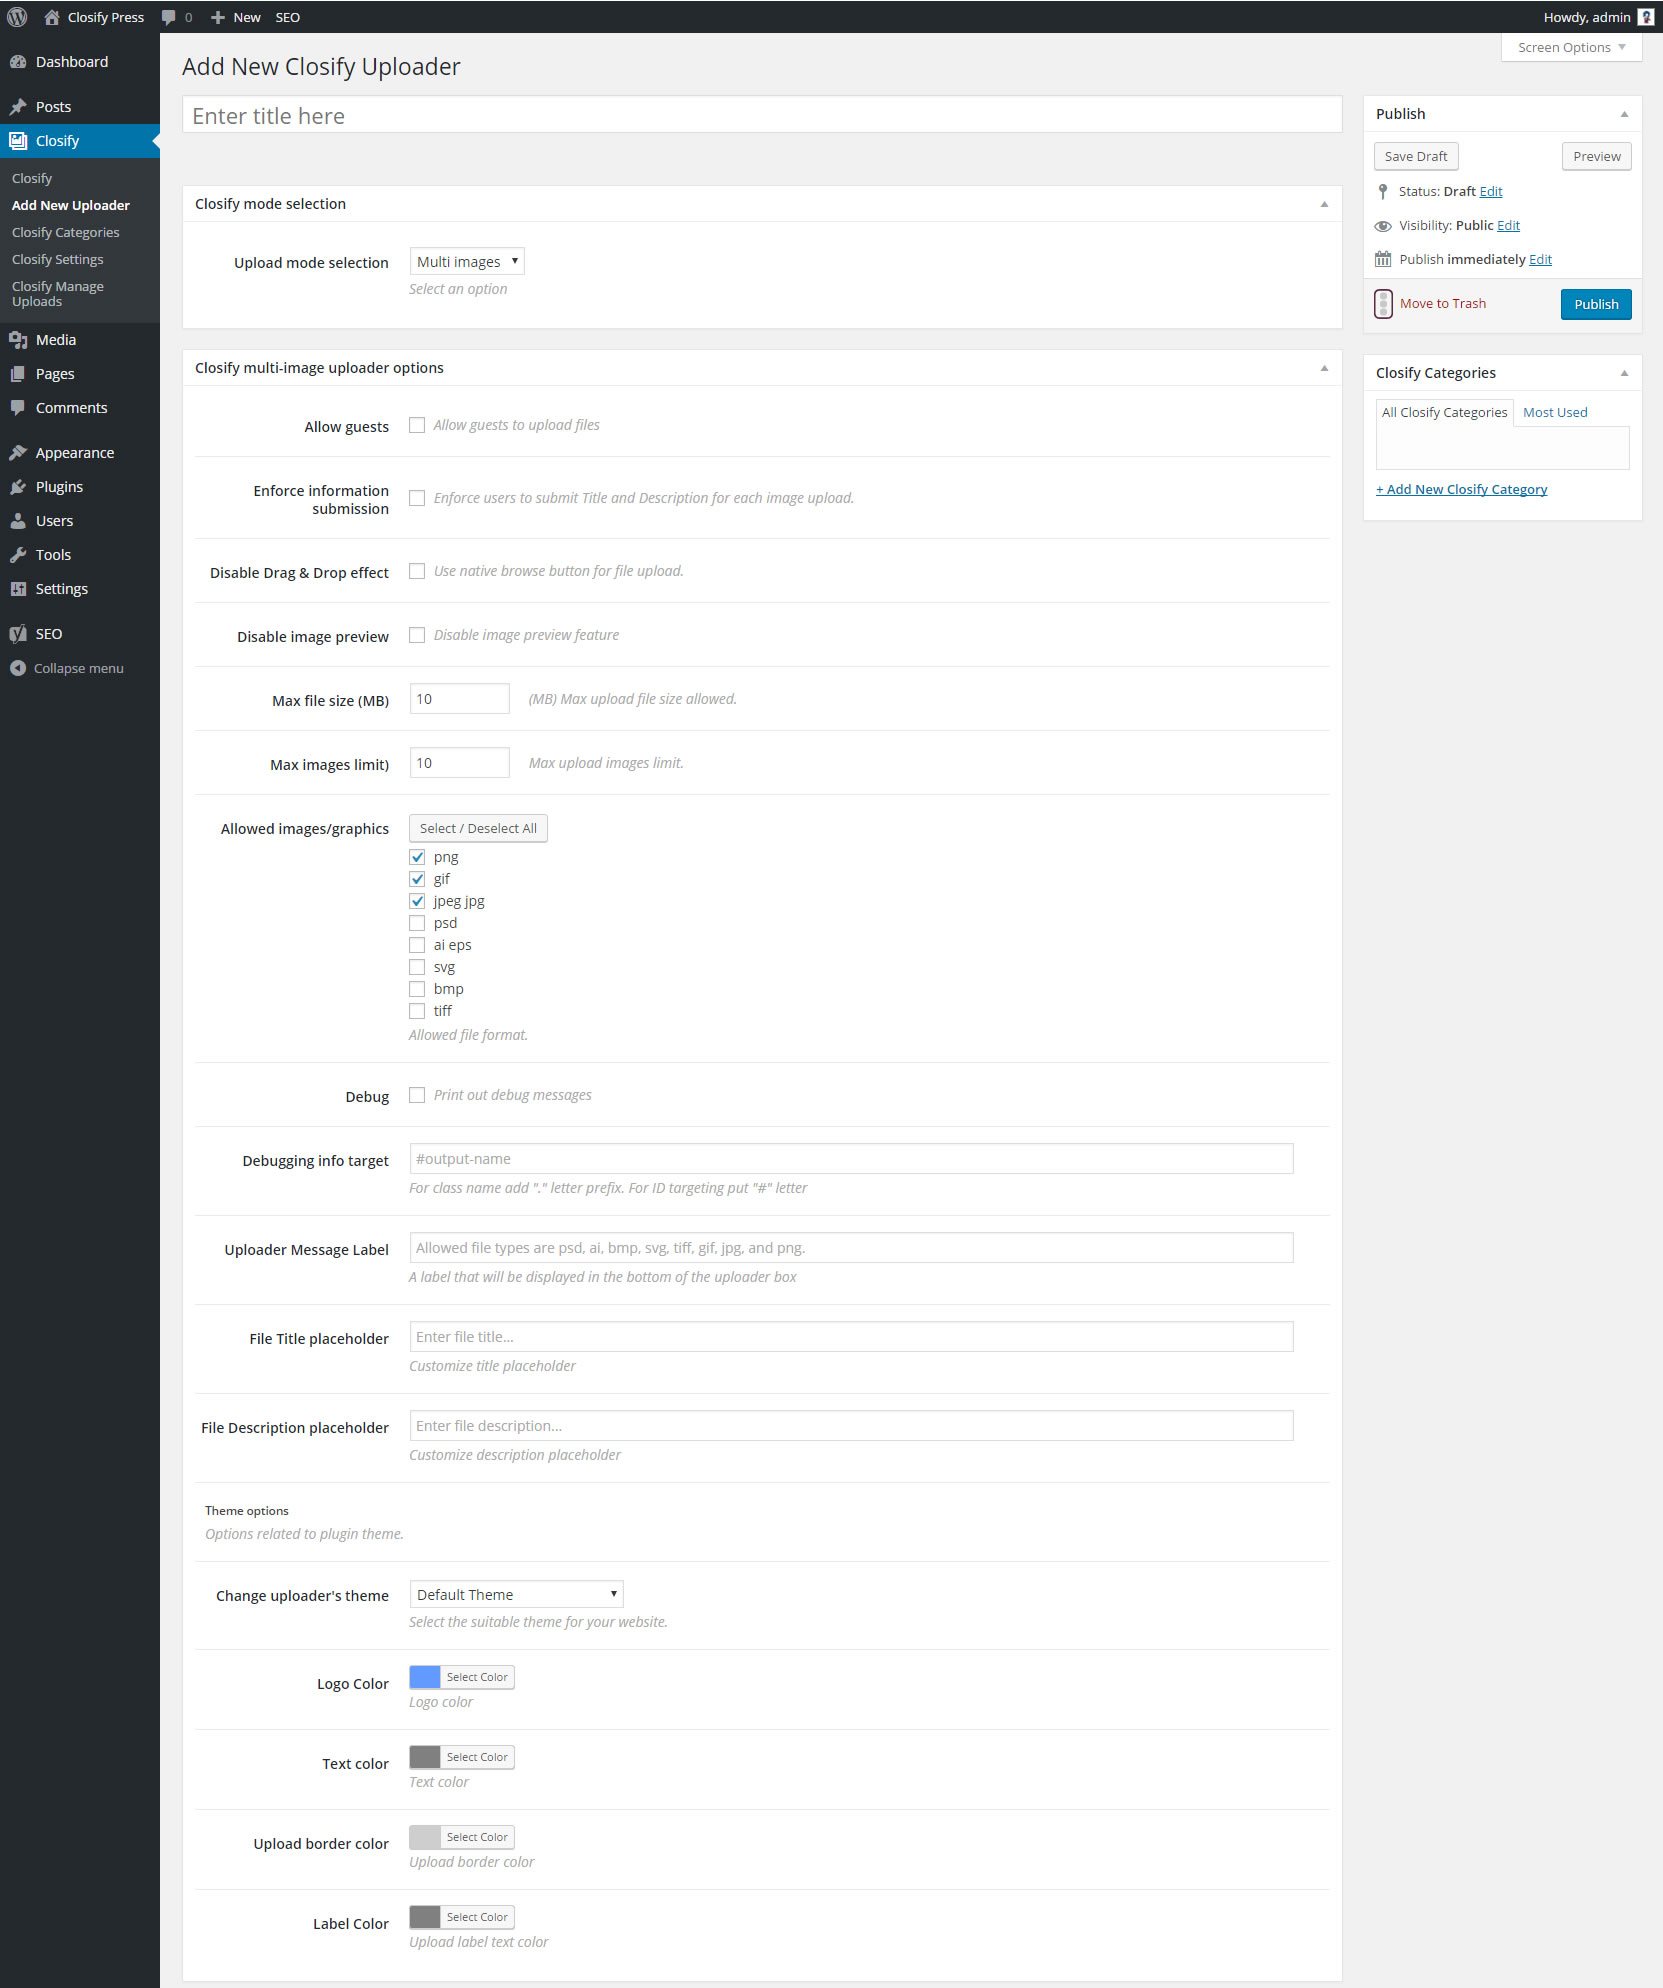 Closify Press 0 New SEO Howdy, admin
Screen Options
Dashboard
Posts
Closify
Closify
Add New Uploader
Closify Categories
Closify Settings
Closify Manage
Uploads
Media
Pages
Comments
Appearance
Plugins
Users
Tools
Settings
SEO
Collapse menu
Add New Closify Uploader
Enter title here
Closify mode selection
Upload mode selection Multi images
Select an option
Closify multi-image uploader options
Allow guests Allow guests to upload files
Enforce information
submission
Enforce users to submit Title and Description for each image upload.
Disable Drag & Drop effect Use native browse button for file upload.
Disable image preview Disable image preview feature
Max file size (MB) 10 (MB) Max upload file size allowed.
Max images limit) 10 Max upload images limit.
Allowed images/graphics Select / Deselect All
png
gif
jpeg jpg
psd
ai eps
svg
bmp
tiff
Allowed file format.
Debug Print out debug messages
Debugging info target #output-name
For class name add "." letter prefix. For ID targeting put "#" letter
Uploader Message Label Allowed file types are psd, ai, bmp, svg, tiff, gif, jpg, and png.
A label that will be displayed in the bottom of the uploader box
File Title placeholder Enter file title...
Customize title placeholder
File Description placeholder Enter file description...
Customize description placeholder
Theme options
Options related to plugin theme.
Change uploader's theme Default Theme
Select the suitable theme for your website.
Logo Color Select Color
Logo color
Text color Select Color
Text color
Upload border color Select Color
Upload border color
Label Color Select Color
Upload label text color
Publish
Save Draft Preview
Status: Draft Edit
Visibility: Public Edit
Publish immediately Edit
Move to Trash Publish
Closify Categories
All Closify Categories Most Used
+ Add New Closify Category